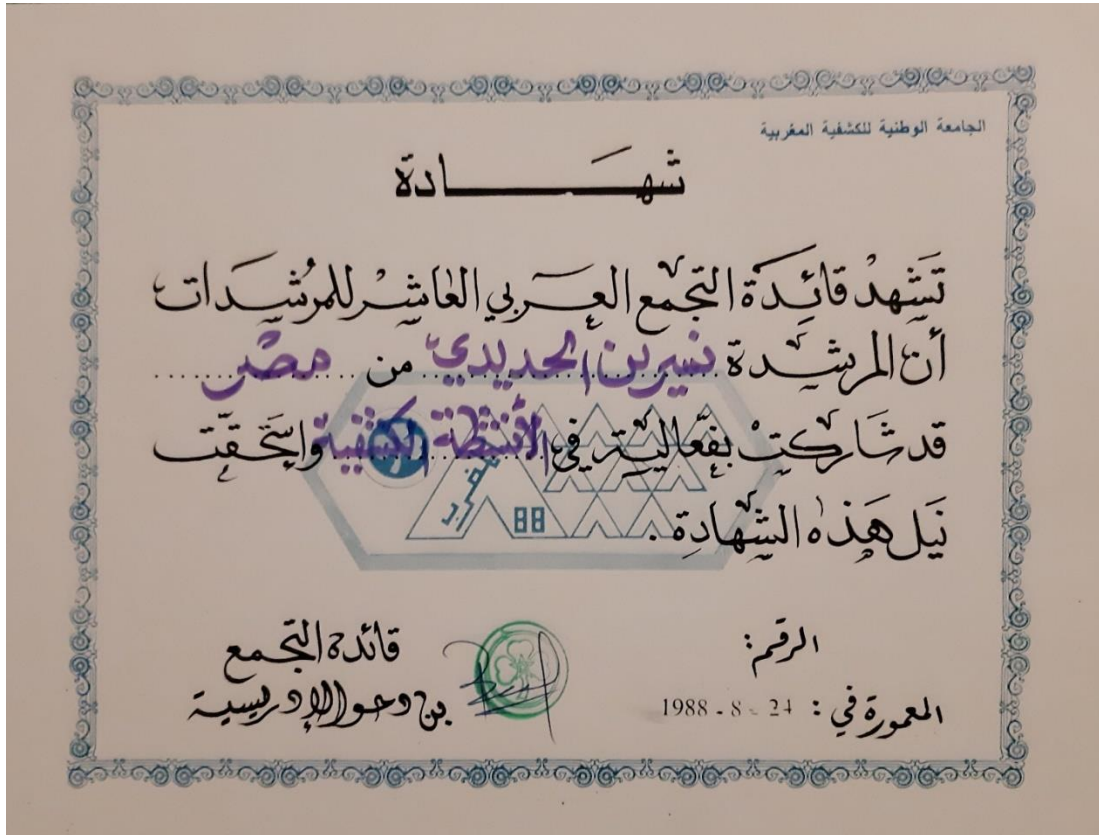 الجامعة الوطنية للكشفية المغربية
شهادة
تشهد قائدة التجمع العربي العاشر للمرشدات
أن المرشدة نسرين الحديدي من مصر
قد شاركت بفعالية في الأنشطة الكشفية واستحقت
نيل هذه الشهادة.
المغرب
88
الرقم:
المعمورة في: 24 - 8 - 1988
قائدة التجمع
بن دحو الإدريسية